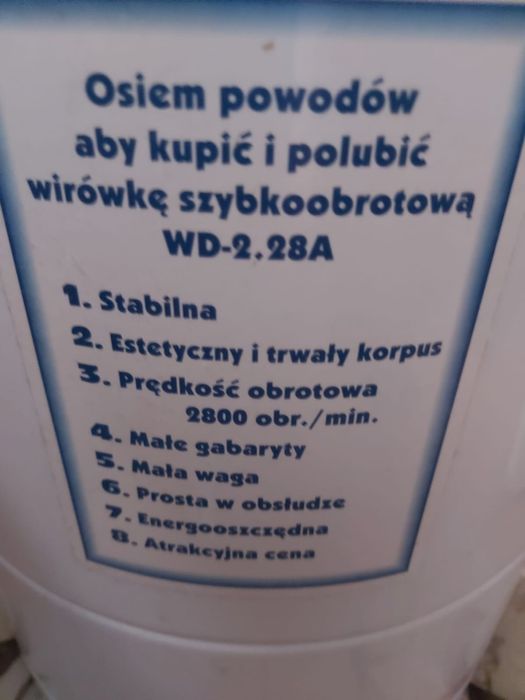 Osiem powodów
aby kupić i polubić
wirówkę szybkoobrotową
WD-2.28A
1. Stabilna
2. Estetyczny i trwały korpus
3. Prędkość obrotowa
2800 obr./min.
4. Małe gabaryty
5. Mała waga
6. Prosta w obsłudze
7. Energooszczędna
8. Atrakcyjna cena